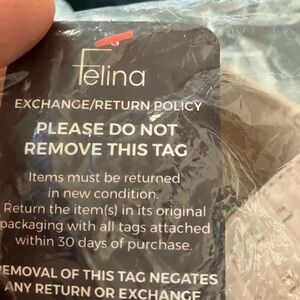 Felina
EXCHANGE/RETURN POLICY
PLEASE DO NOT
REMOVE THIS TAG
Items must be returned
in new condition.
Return the item(s) in its original
packaging with all tags attached
within 30 days of purchase.
REMOVAL OF THIS TAG NEGATES
ANY RETURN OR EXCHANGE